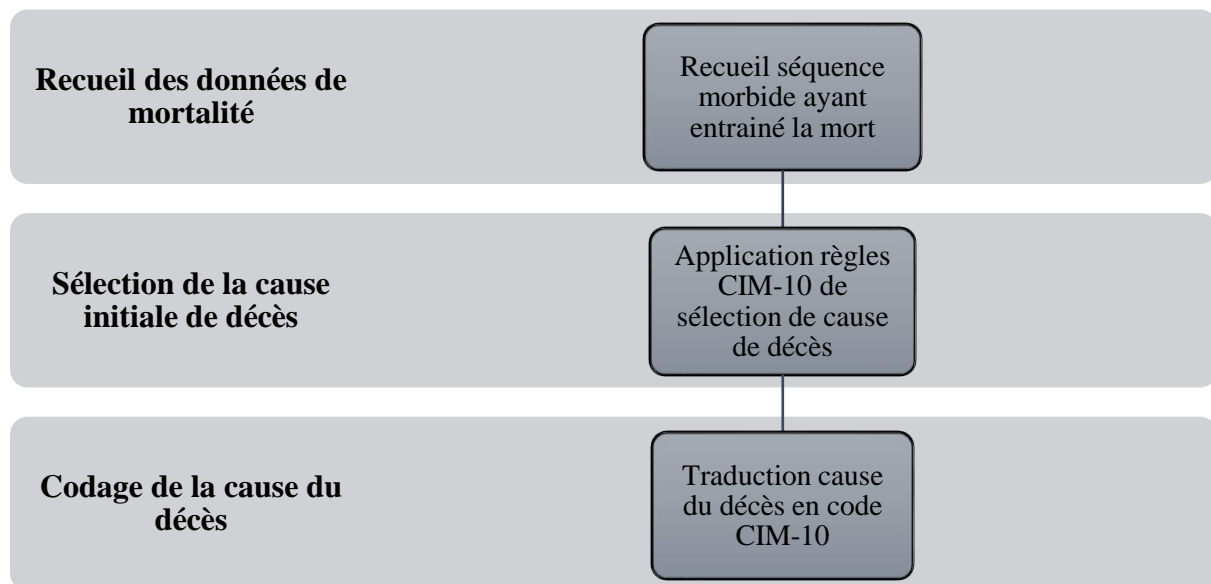 Recueil des données de
mortalité
Recueil séquence
morbide ayant
entrainé la mort
Sélection de la cause
initiale de décès
Application règles
CIM-10 de
sélection de cause
de décès
Codage de la cause du
décès
Traduction cause
du décès en code
CIM-10